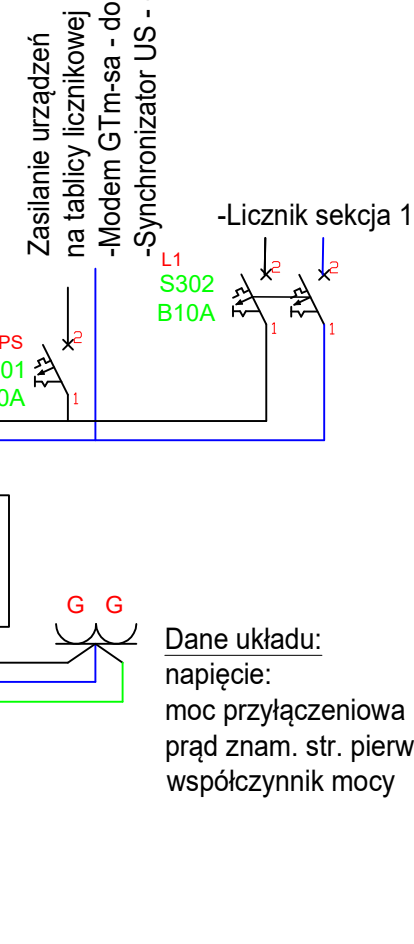 Zasilanie urządzeń
na tablicy licznikowej
-Modem GTm-sa - do
-Synchronizator US -
-Licznik sekcja 1
L1
S302
B10A
2
2
1
1
PS
01
0A
2
1
G G
Dane układu:
napięcie:
moc przyłączeniowa
prąd znam. str. pierw
współczynnik mocy